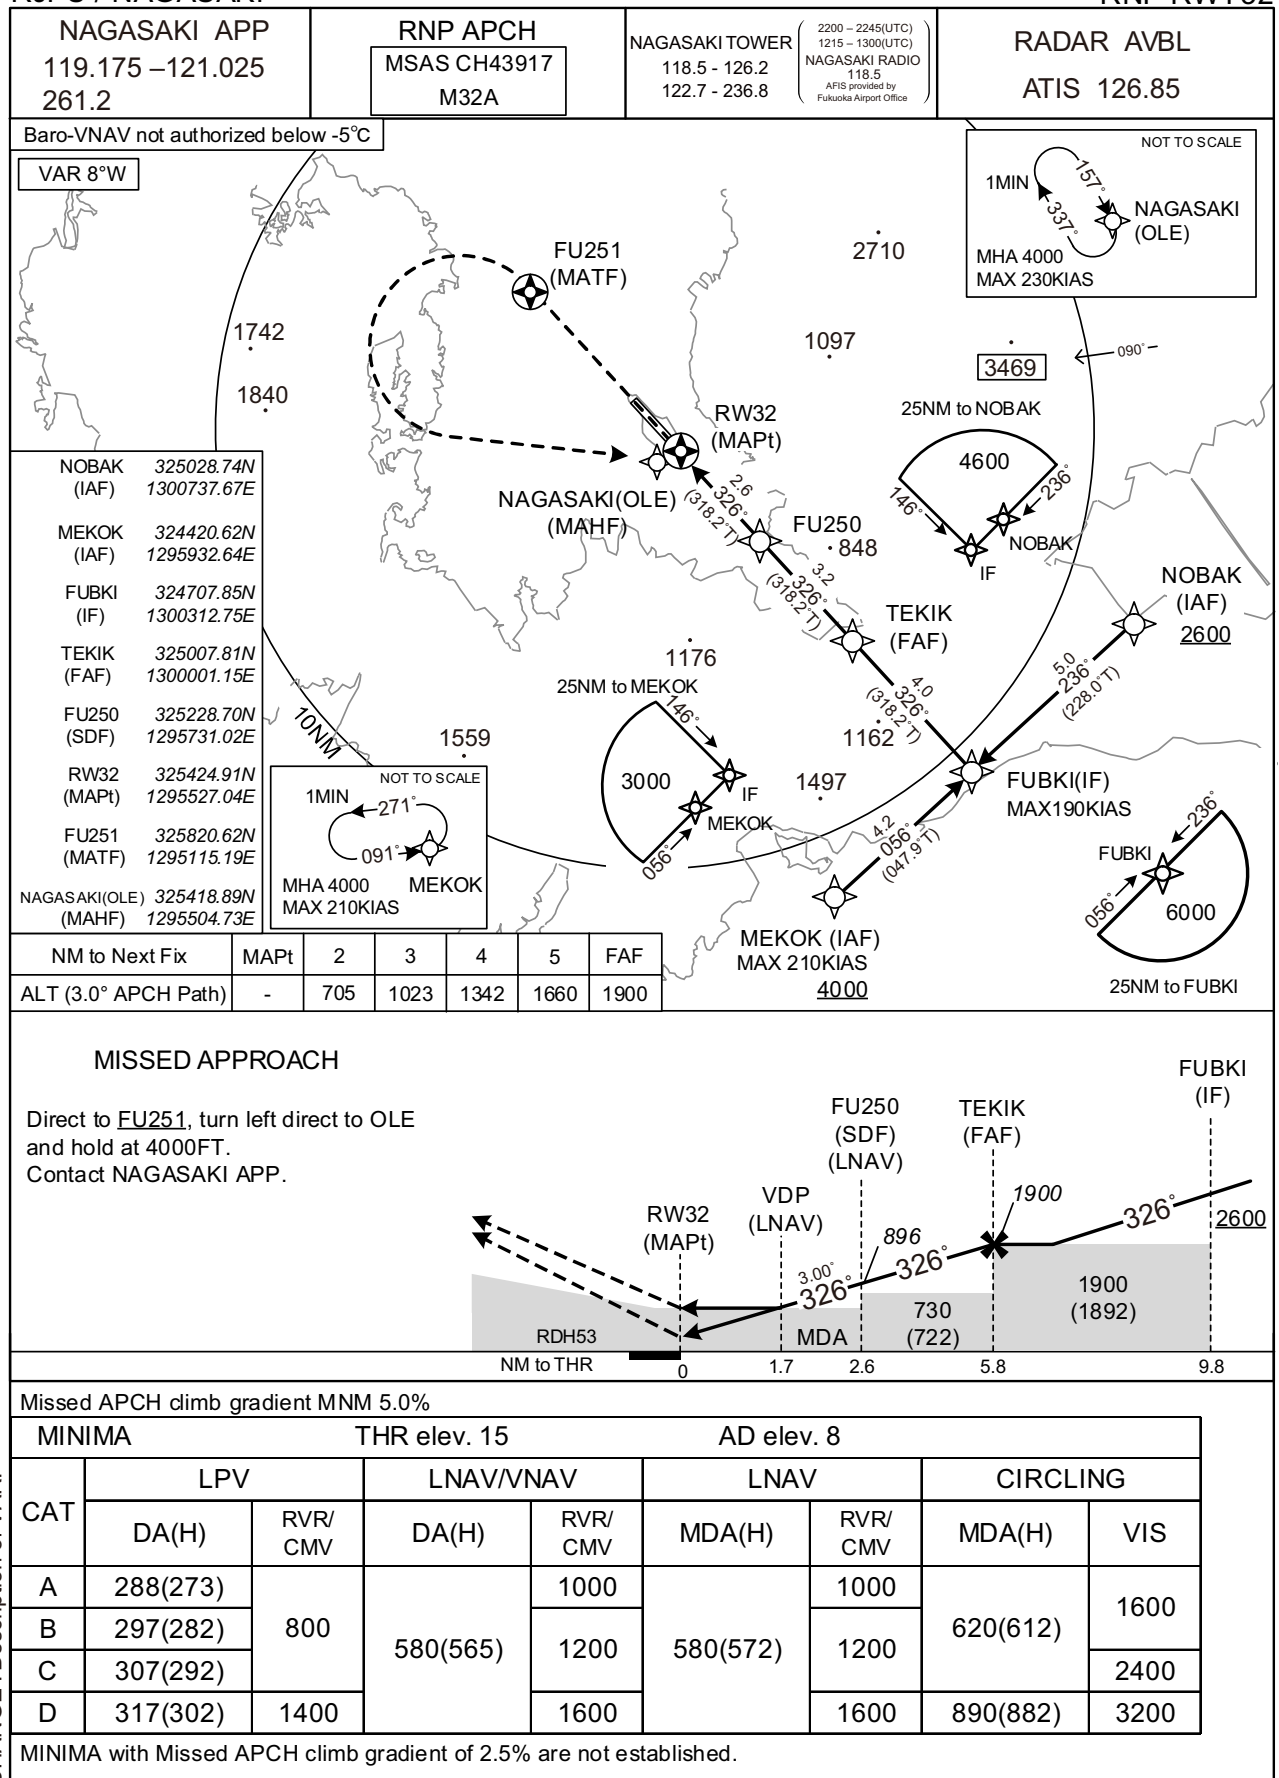 NAGASAKI APP
119.175 –121.025
261.2
RNP APCH
MSAS CH43917
M32A
NAGASAKI TOWER
118.5 - 126.2
122.7 - 236.8
2200 – 2245(UTC)
1215 – 1300(UTC)
NAGASAKI RADIO
118.5
AFIS provided by
Fukuoka Airport Office
RADAR AVBL
ATIS 126.85
Baro-VNAV not authorized below -5°C
VAR 8°W
NOT TO SCALE
1MIN
157°
337°
NAGASAKI
(OLE)
MHA 4000
MAX 230KIAS
FU251
(MATF)
2710
1742
1840
1097
3469
090°
RW32
(MAPt)
NAGASAKI(OLE)
(MAHF)
2.6
326°
(318.2°T)
FU250
848
3.2
326°
(318.2°T)
TEKIK
(FAF)
4.0
326°
(318.2°T)
25NM to NOBAK
4600
146°
236°
NOBAK
IF
NOBAK
(IAF)
2600
5.0
236°
(228.0°T)
1176
25NM to MEKOK
146°
3000
IF
MEKOK
056°
1162
1497
1559
10NM
FUBKI(IF)
MAX190KIAS
4.2
056°
(047.9°T)
MEKOK (IAF)
MAX 210KIAS
4000
236°
FUBKI
056°
6000
25NM to FUBKI
NOT TO SCALE
1MIN
271°
091°
MHA 4000
MAX 210KIAS
MEKOK
NOBAK 325028.74N
(IAF) 1300737.67E
MEKOK 324420.62N
(IAF) 1295932.64E
FUBKI 324707.85N
(IF) 1300312.75E
TEKIK 325007.81N
(FAF) 1300001.15E
FU250 325228.70N
(SDF) 1295731.02E
RW32 325424.91N
(MAPt) 1295527.04E
FU251 325820.62N
(MATF) 1295115.19E
NAGASAKI(OLE) 325418.89N
(MAHF) 1295504.73E
NM to Next Fix MAPt 2 3 4 5 FAF
ALT (3.0° APCH Path) - 705 1023 1342 1660 1900
MISSED APPROACH
Direct to FU251, turn left direct to OLE
and hold at 4000FT.
Contact NAGASAKI APP.
FUBKI
(IF)
FU250
(SDF)
(LNAV)
TEKIK
(FAF)
VDP
(LNAV)
RW32
(MAPt)
1900
326°
2600
896
326°
3.00°
326°
1900
(1892)
730
(722)
MDA
RDH53
NM to THR 0 1.7 2.6 5.8 9.8
Missed APCH climb gradient MNM 5.0%
MINIMA THR elev. 15 AD elev. 8
CAT LPV LNAV/VNAV LNAV CIRCLING
DA(H) RVR/CMV DA(H) RVR/CMV MDA(H) RVR/CMV MDA(H) VIS
A 288(273) 800 580(565) 1000 580(572) 1000 620(612) 1600
B 297(282) 1200 1200
C 307(292) 2400
D 317(302) 1400 1600 1600 890(882) 3200
MINIMA with Missed APCH climb gradient of 2.5% are not established.